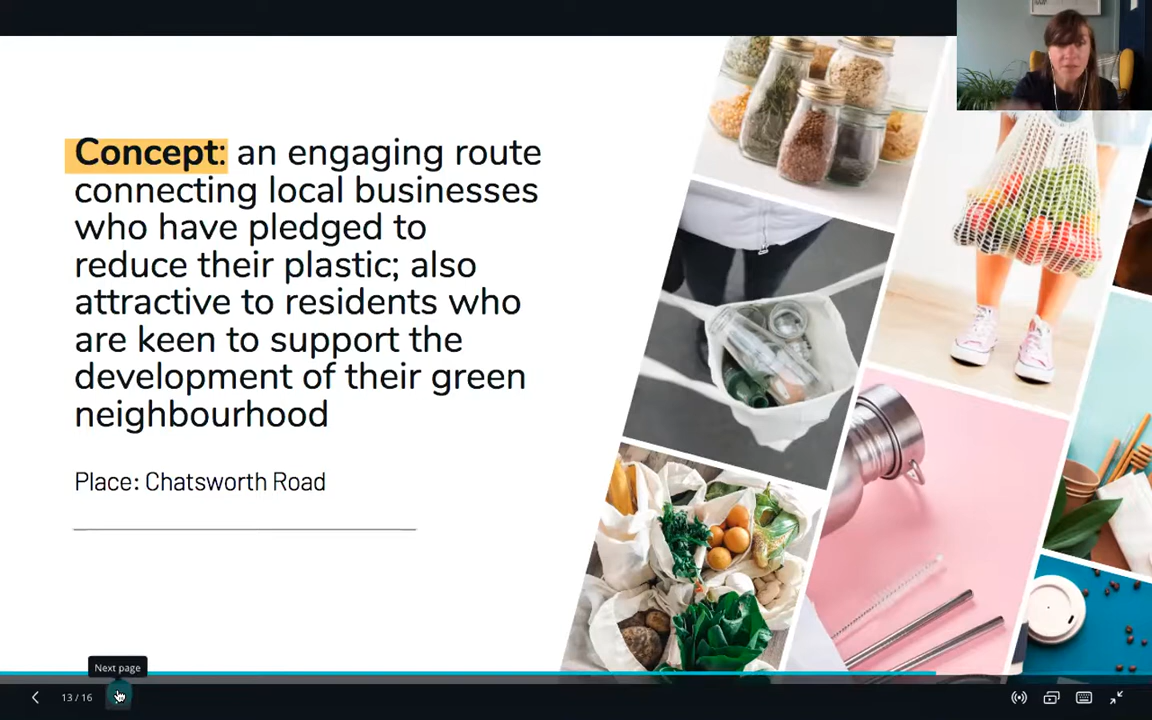 Concept: an engaging route
connecting local businesses
who have pledged to
reduce their plastic; also
attractive to residents who
are keen to support the
development of their green
neighbourhood
Place: Chatsworth Road
Next page
13 / 16